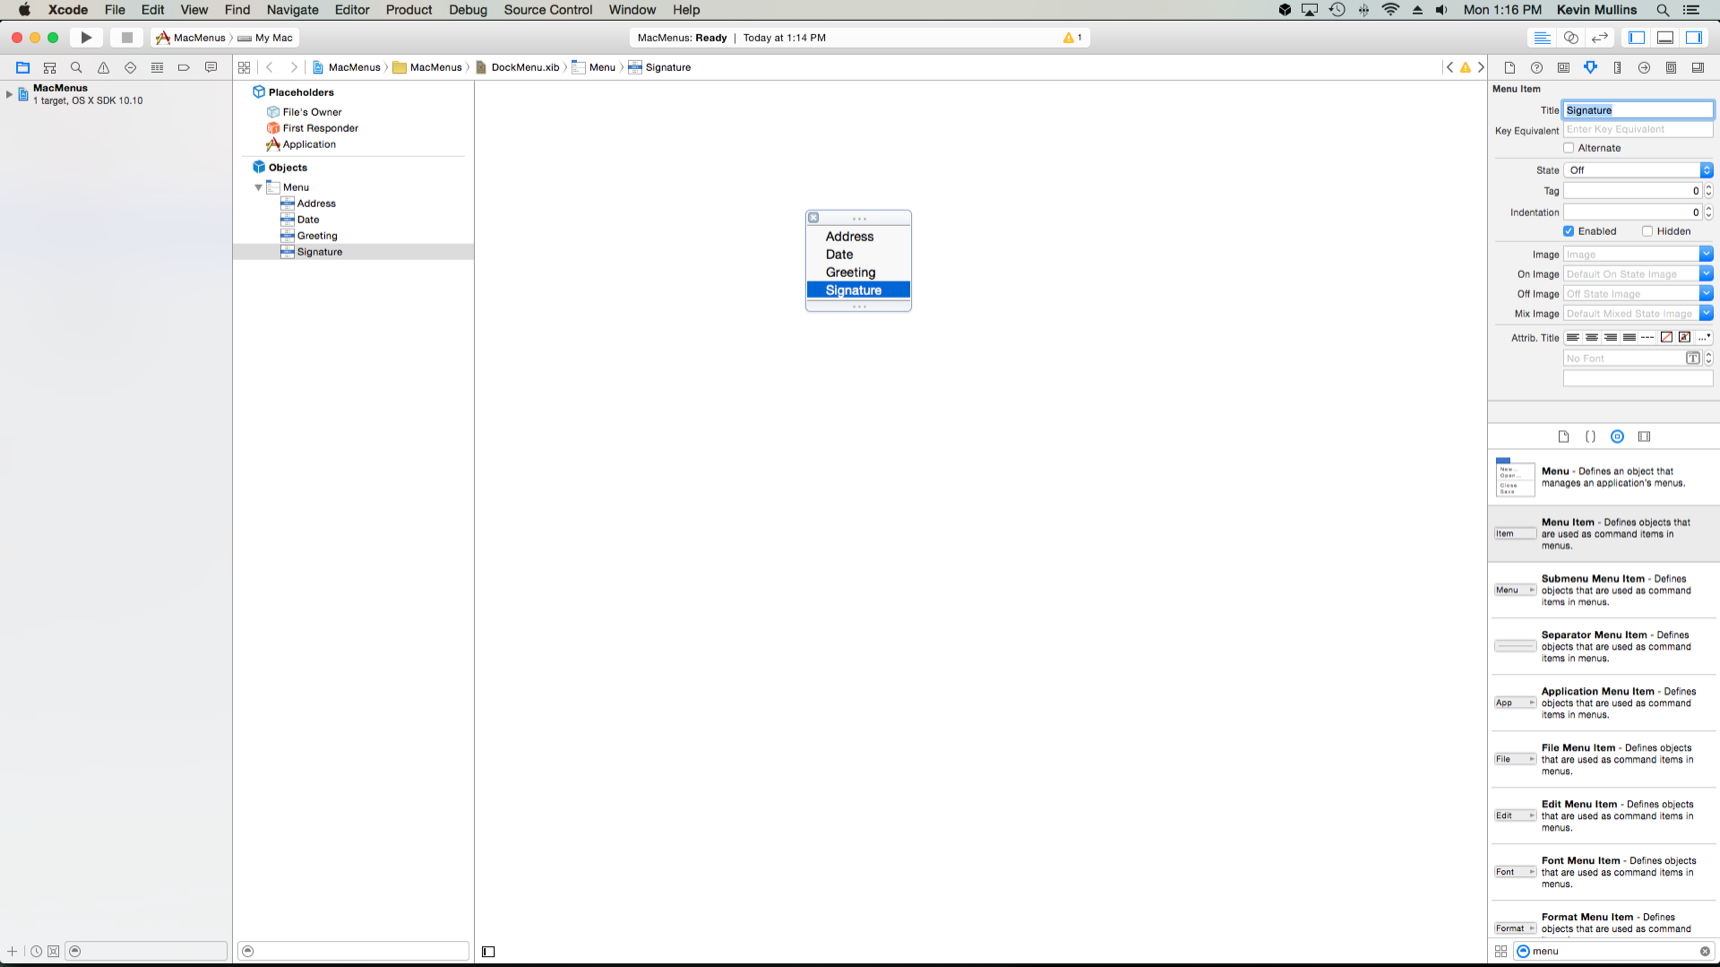 Xcode File Edit View Find Navigate Editor Product Debug Source Control Window Help Mon 1:16 PM Kevin Mullins
MacMenus My Mac MacMenus: Ready | Today at 1:14 PM 1
MacMenus MacMenus DockMenu.xib Menu Signature
MacMenus
1 target, OS X SDK 10.10
Placeholders
File's Owner
First Responder
Application
Objects
Menu
Address
Date
Greeting
Signature
Address
Date
Greeting
Signature
Menu Item
Title Signature
Key Equivalent Enter Key Equivalent
Alternate
State Off
Tag 0
Indentation 0
Enabled Hidden
Image Image
On Image Default On State Image
Off Image Off State Image
Mix Image Default Mixed State Image
Attrib. Title
No Font
New...
Open...
Close
Save
Menu - Defines an object that
manages an application's menus.
Item
Menu Item - Defines objects that
are used as command items in
menus.
Menu
Submenu Menu Item - Defines
objects that are used as command
items in menus.
Separator Menu Item - Defines
objects that are used as command
items in menus.
App
Application Menu Item - Defines
objects that are used as command
items in menus.
File
File Menu Item - Defines objects
that are used as command items in
menus.
Edit
Edit Menu Item - Defines objects
that are used as command items in
menus.
Font
Font Menu Item - Defines objects
that are used as command items in
menus.
Format
Format Menu Item - Defines
objects that are used as command
menu